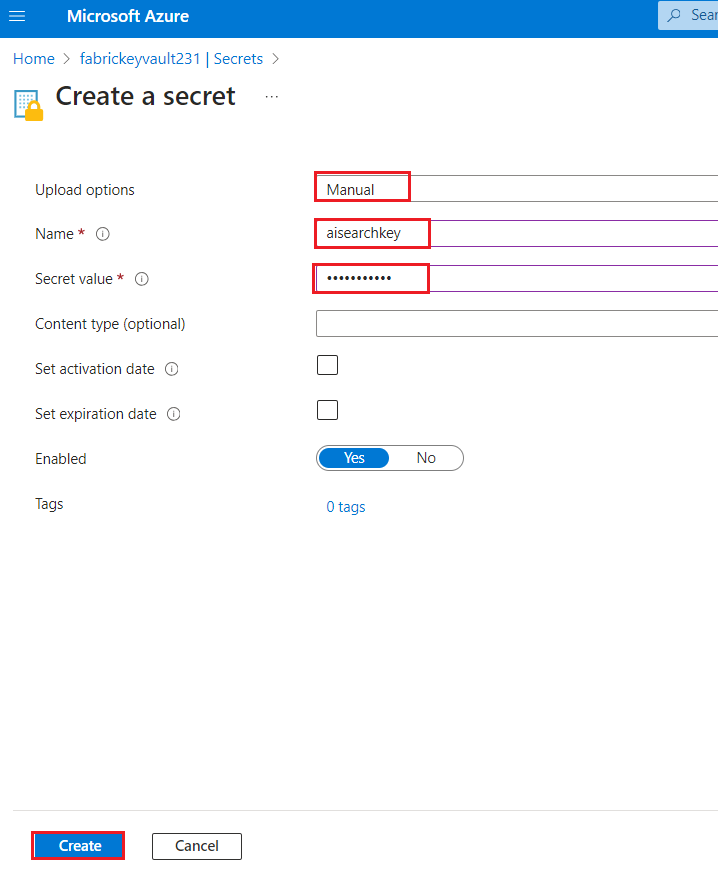 Microsoft Azure
Home > fabrickeyvault231 | Secrets >
Create a secret ...
Upload options Manual
Name * aisearchkey
Secret value * •••••••••••
Content type (optional)
Set activation date
Set expiration date
Enabled Yes No
Tags 0 tags
Create Cancel